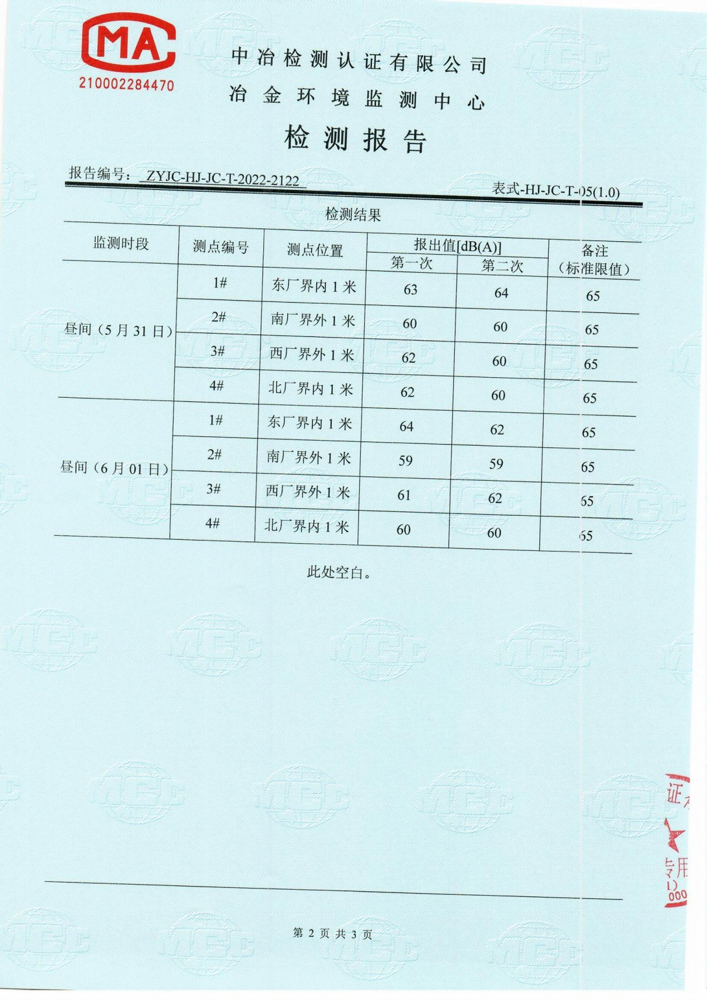 MA
210002284470
中冶检测认证有限公司
冶金环境监测中心
检测报告
报告编号： ZYJC-HJ-JC-T-2022-2122
表式-HJ-JC-T-05(1.0)
检测结果
监测时段 测点编号 测点位置 报出值[dB(A)] 备注（标准限值）
第一次 第二次
昼间（5 月 31 日）
1# 东厂界内 1 米 63 64 65
2# 南厂界外 1 米 60 60 65
3# 西厂界外 1 米 62 60 65
4# 北厂界内 1 米 62 60 65
昼间（6 月 01 日）
1# 东厂界内 1 米 64 62 65
2# 南厂界外 1 米 59 59 65
3# 西厂界外 1 米 61 62 65
4# 北厂界内 1 米 60 60 65
此处空白。
证
专用
1)
000
第 2 页 共 3 页